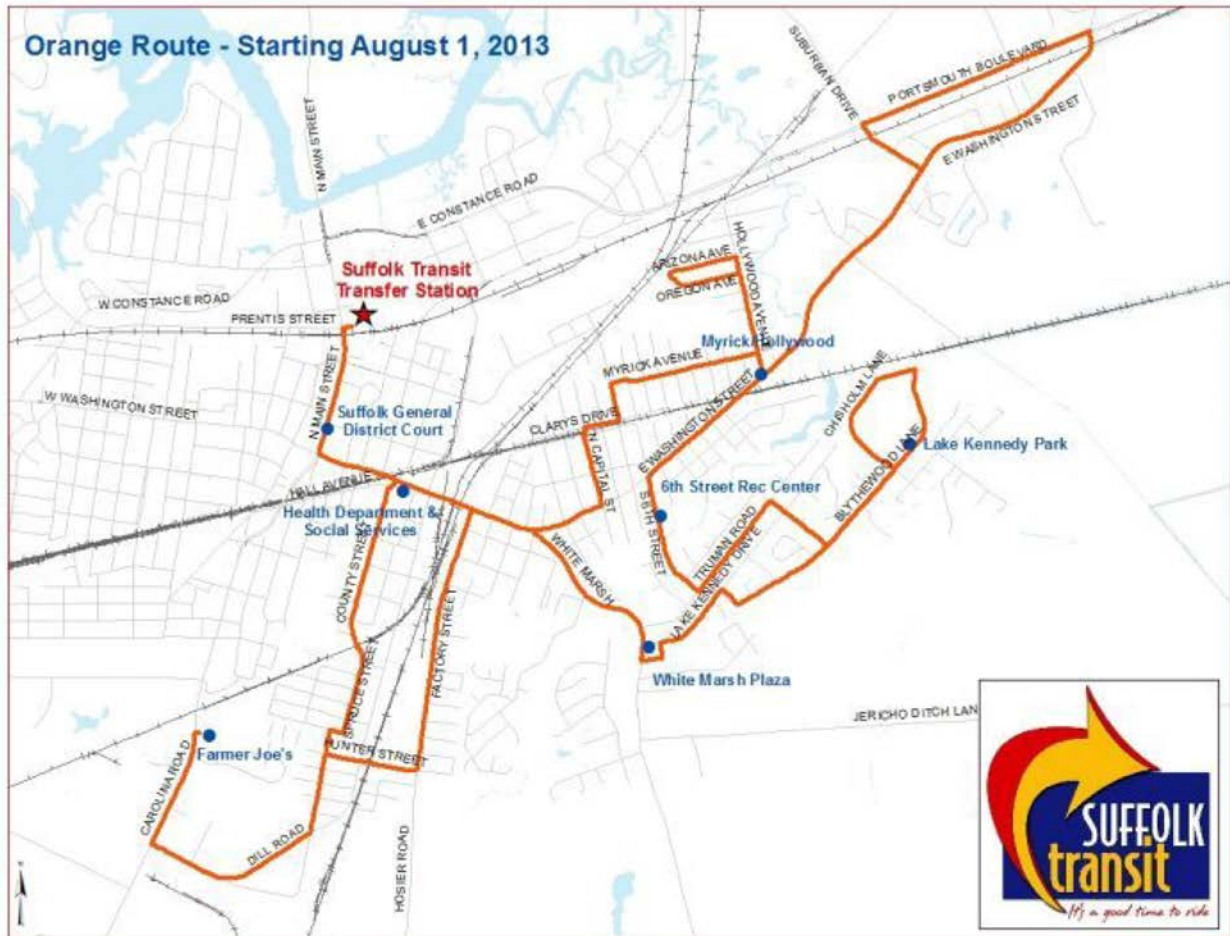 Orange Route - Starting August 1, 2013
SUBURBAN DRIVE
PORTSMOUTH BOULEVARD
E WASHINGTON STREET
N MAIN STREET
E CONSTANCE ROAD
Suffolk Transit
Transfer Station
W CONSTANCE ROAD
PRENTIS STREET
ARIZONA AVE
OREGON AVE
HOLLYWOOD AVENUE
Myrick/Hollywood
MYRICK AVENUE
W WASHINGTON STREET
N MAIN STREET
Suffolk General
District Court
CLARYS DRIVE
E WASHINGTON STREET
CHISHOLM LANE
Lake Kennedy Park
BLYTHEWOOD LANE
N CAPITAL ST
HALL AVENUE
Health Department &
Social Services
6th Street Rec Center
S 6TH STREET
TRUMAN ROAD
LAKE KENNEDY DRIVE
COUNTY STREET
WHITE MARSH
FACTORY STREET
SPRUCE STREET
White Marsh Plaza
JERICHO DITCH LAN
Farmer Joe's
HUNTER STREET
CAROLINA ROAD
DILL ROAD
HOSIER ROAD
SUFFOLK
transit
It's a good time to ride